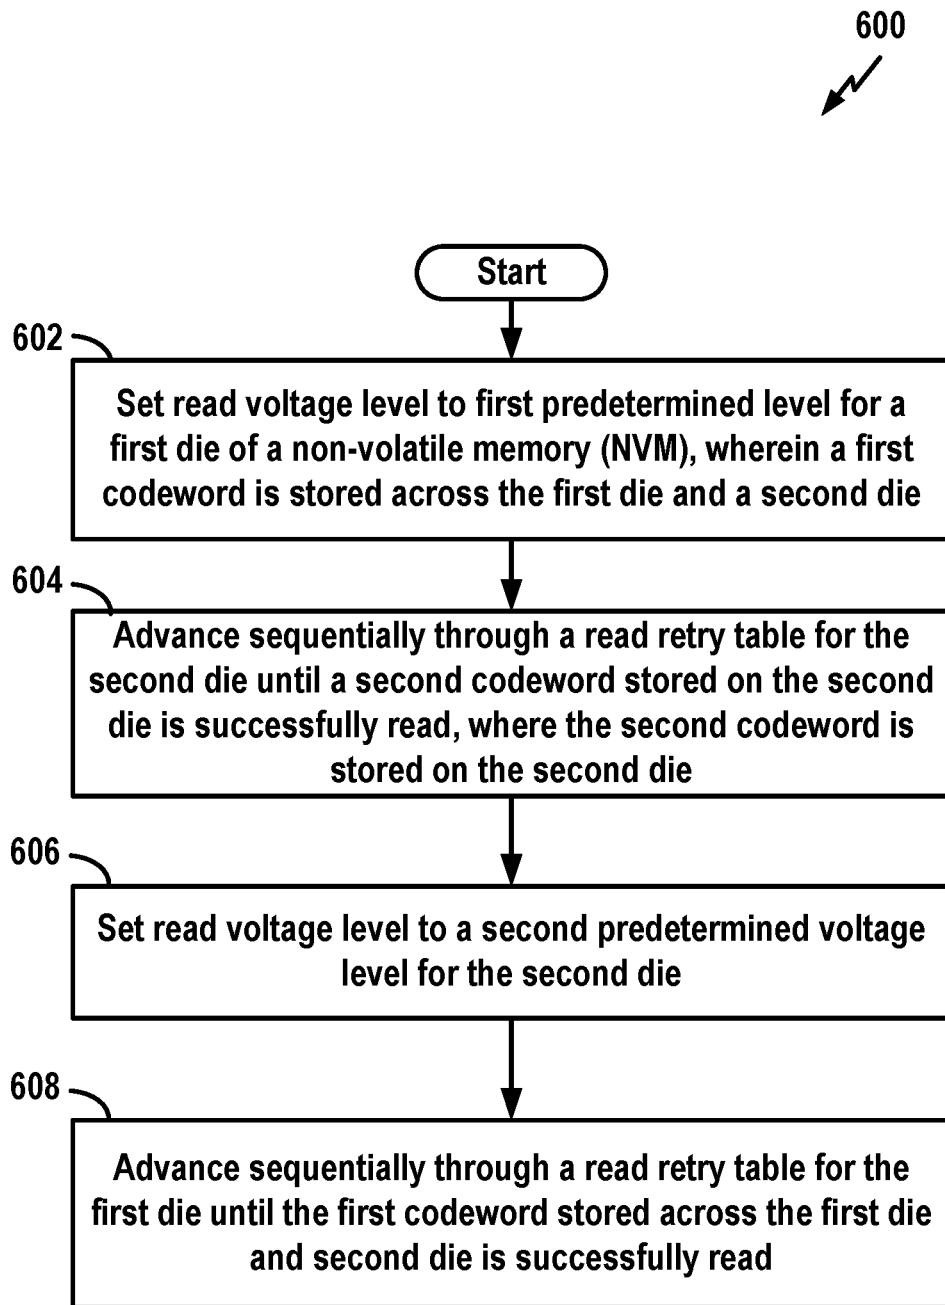 600
Start
602
Set read voltage level to first predetermined level for a
first die of a non-volatile memory (NVM), wherein a first
codeword is stored across the first die and a second die
604
Advance sequentially through a read retry table for the
second die until a second codeword stored on the second
die is successfully read, where the second codeword is
stored on the second die
606
Set read voltage level to a second predetermined voltage
level for the second die
608
Advance sequentially through a read retry table for the
first die until the first codeword stored across the first die
and second die is successfully read